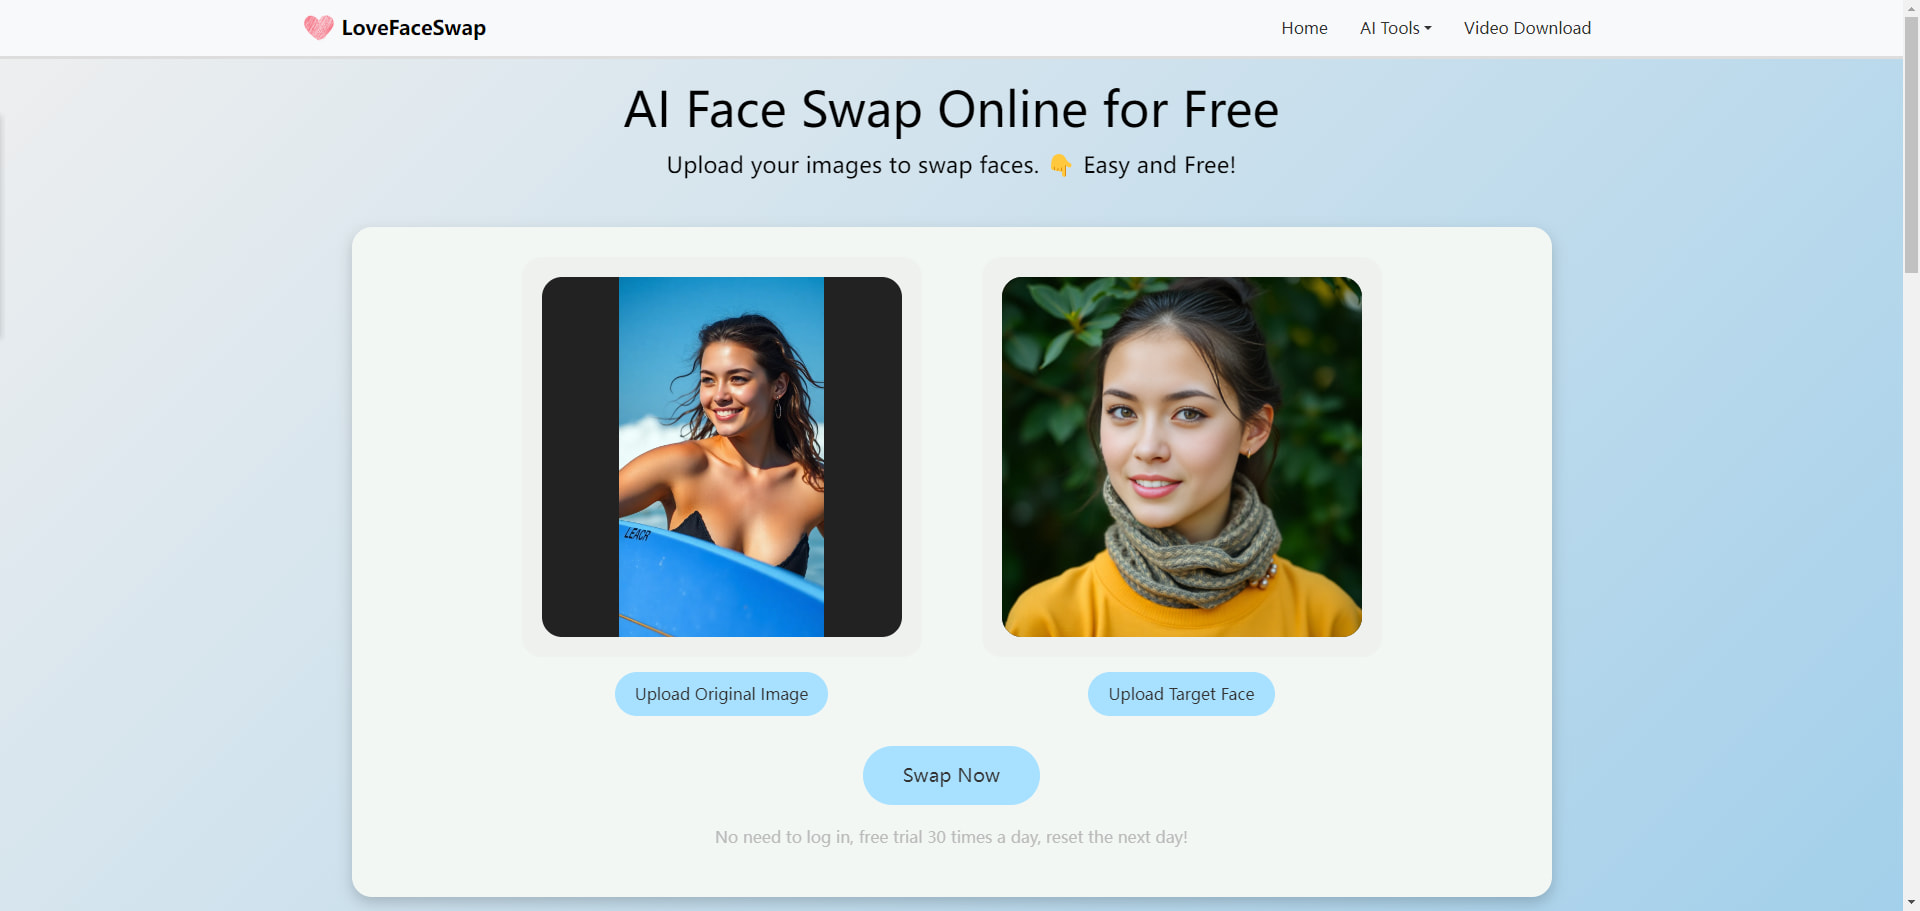 LoveFaceSwap
Home
AI Tools
Video Download
AI Face Swap Online for Free
Upload your images to swap faces. 👇 Easy and Free!
LEACR
Upload Original Image
Upload Target Face
Swap Now
No need to log in, free trial 30 times a day, reset the next day!